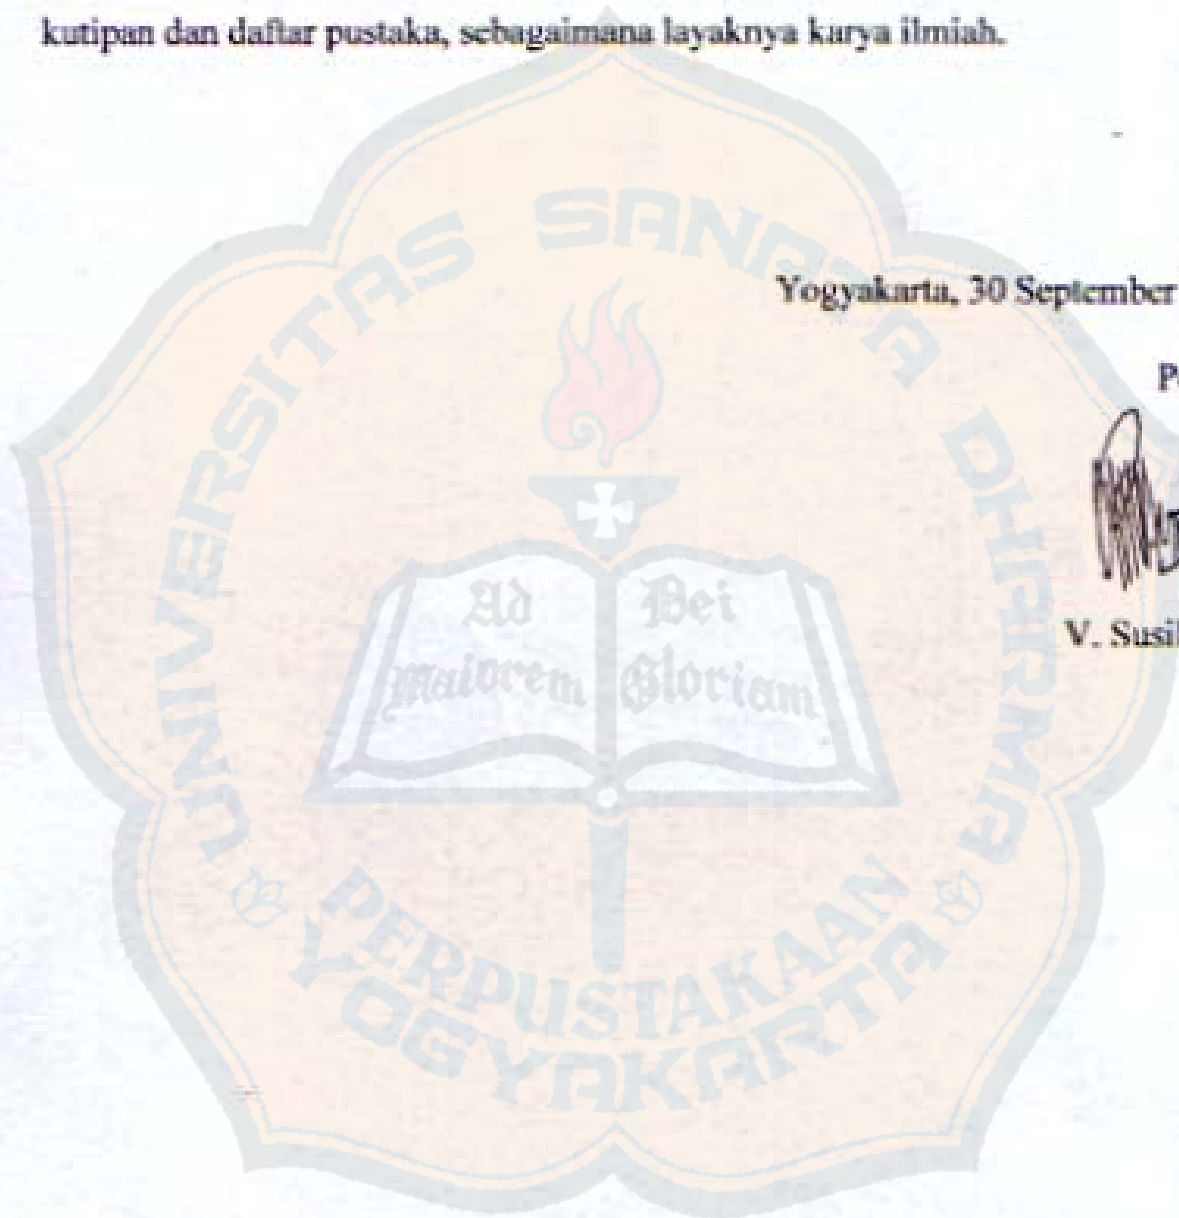 kutipan dan daftar pustaka, sebagaimana layaknya karya ilmiah.
UNIVERSITAS SANATA DHARMA
Yogyakarta, 30 September
Ad Dei
maiorem Gloriam
V. Susil
PERPUSTAKAAN
YOGYAKARTA